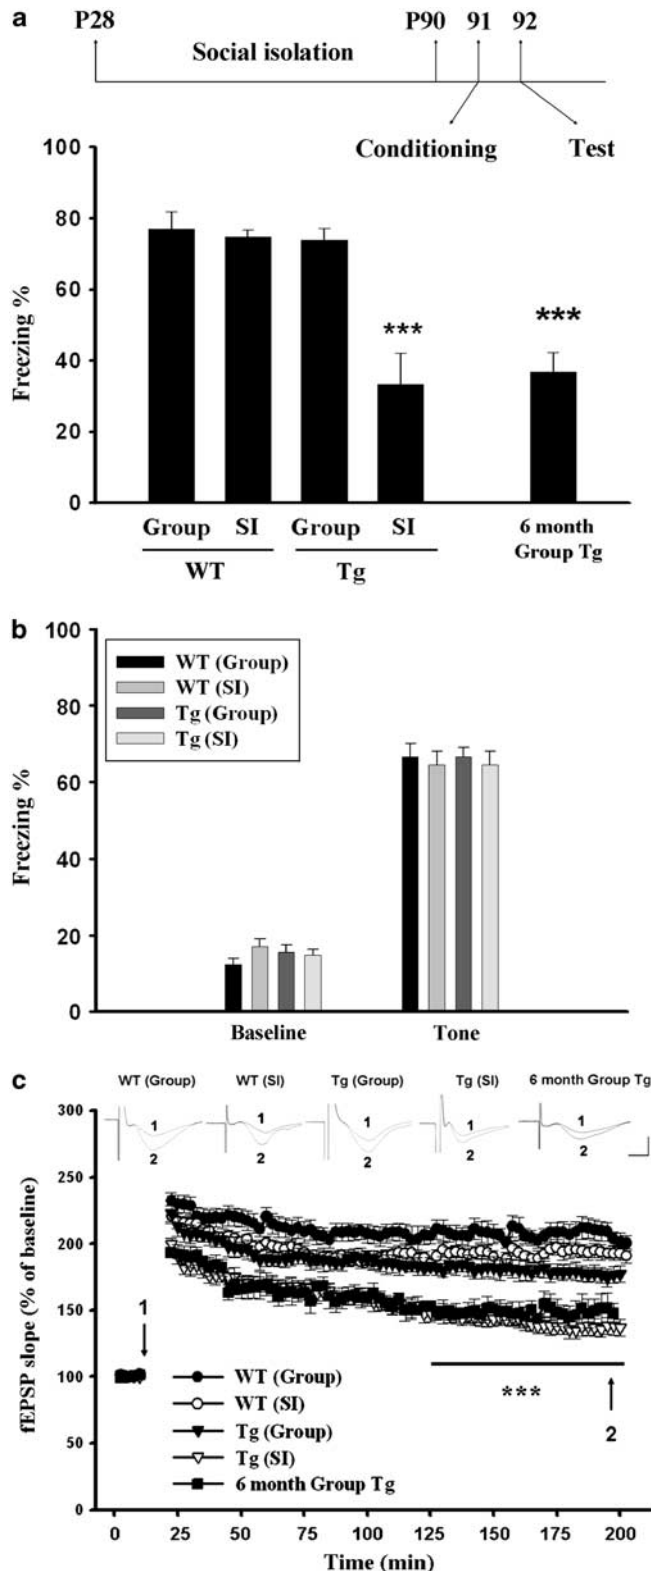 a
P28 P90 91 92
Social isolation
Conditioning Test
100
80
60
40
20
0
Freezing %
*** ***
Group SI Group SI 6 month
Group Tg
WT Tg
b
100
80
60
40
20
0
Freezing %
WT (Group)
WT (SI)
Tg (Group)
Tg (SI)
Baseline Tone
c
WT (Group) WT (SI) Tg (Group) Tg (SI) 6 month Group Tg
1 1 1 1 1
2 2 2 2 2
300
250
200
150
100
50
0
fEPSP slope (% of baseline)
1
WT (Group)
WT (SI)
Tg (Group)
Tg (SI)
6 month Group Tg
***
2
0 25 50 75 100 125 150 175 200
Time (min)